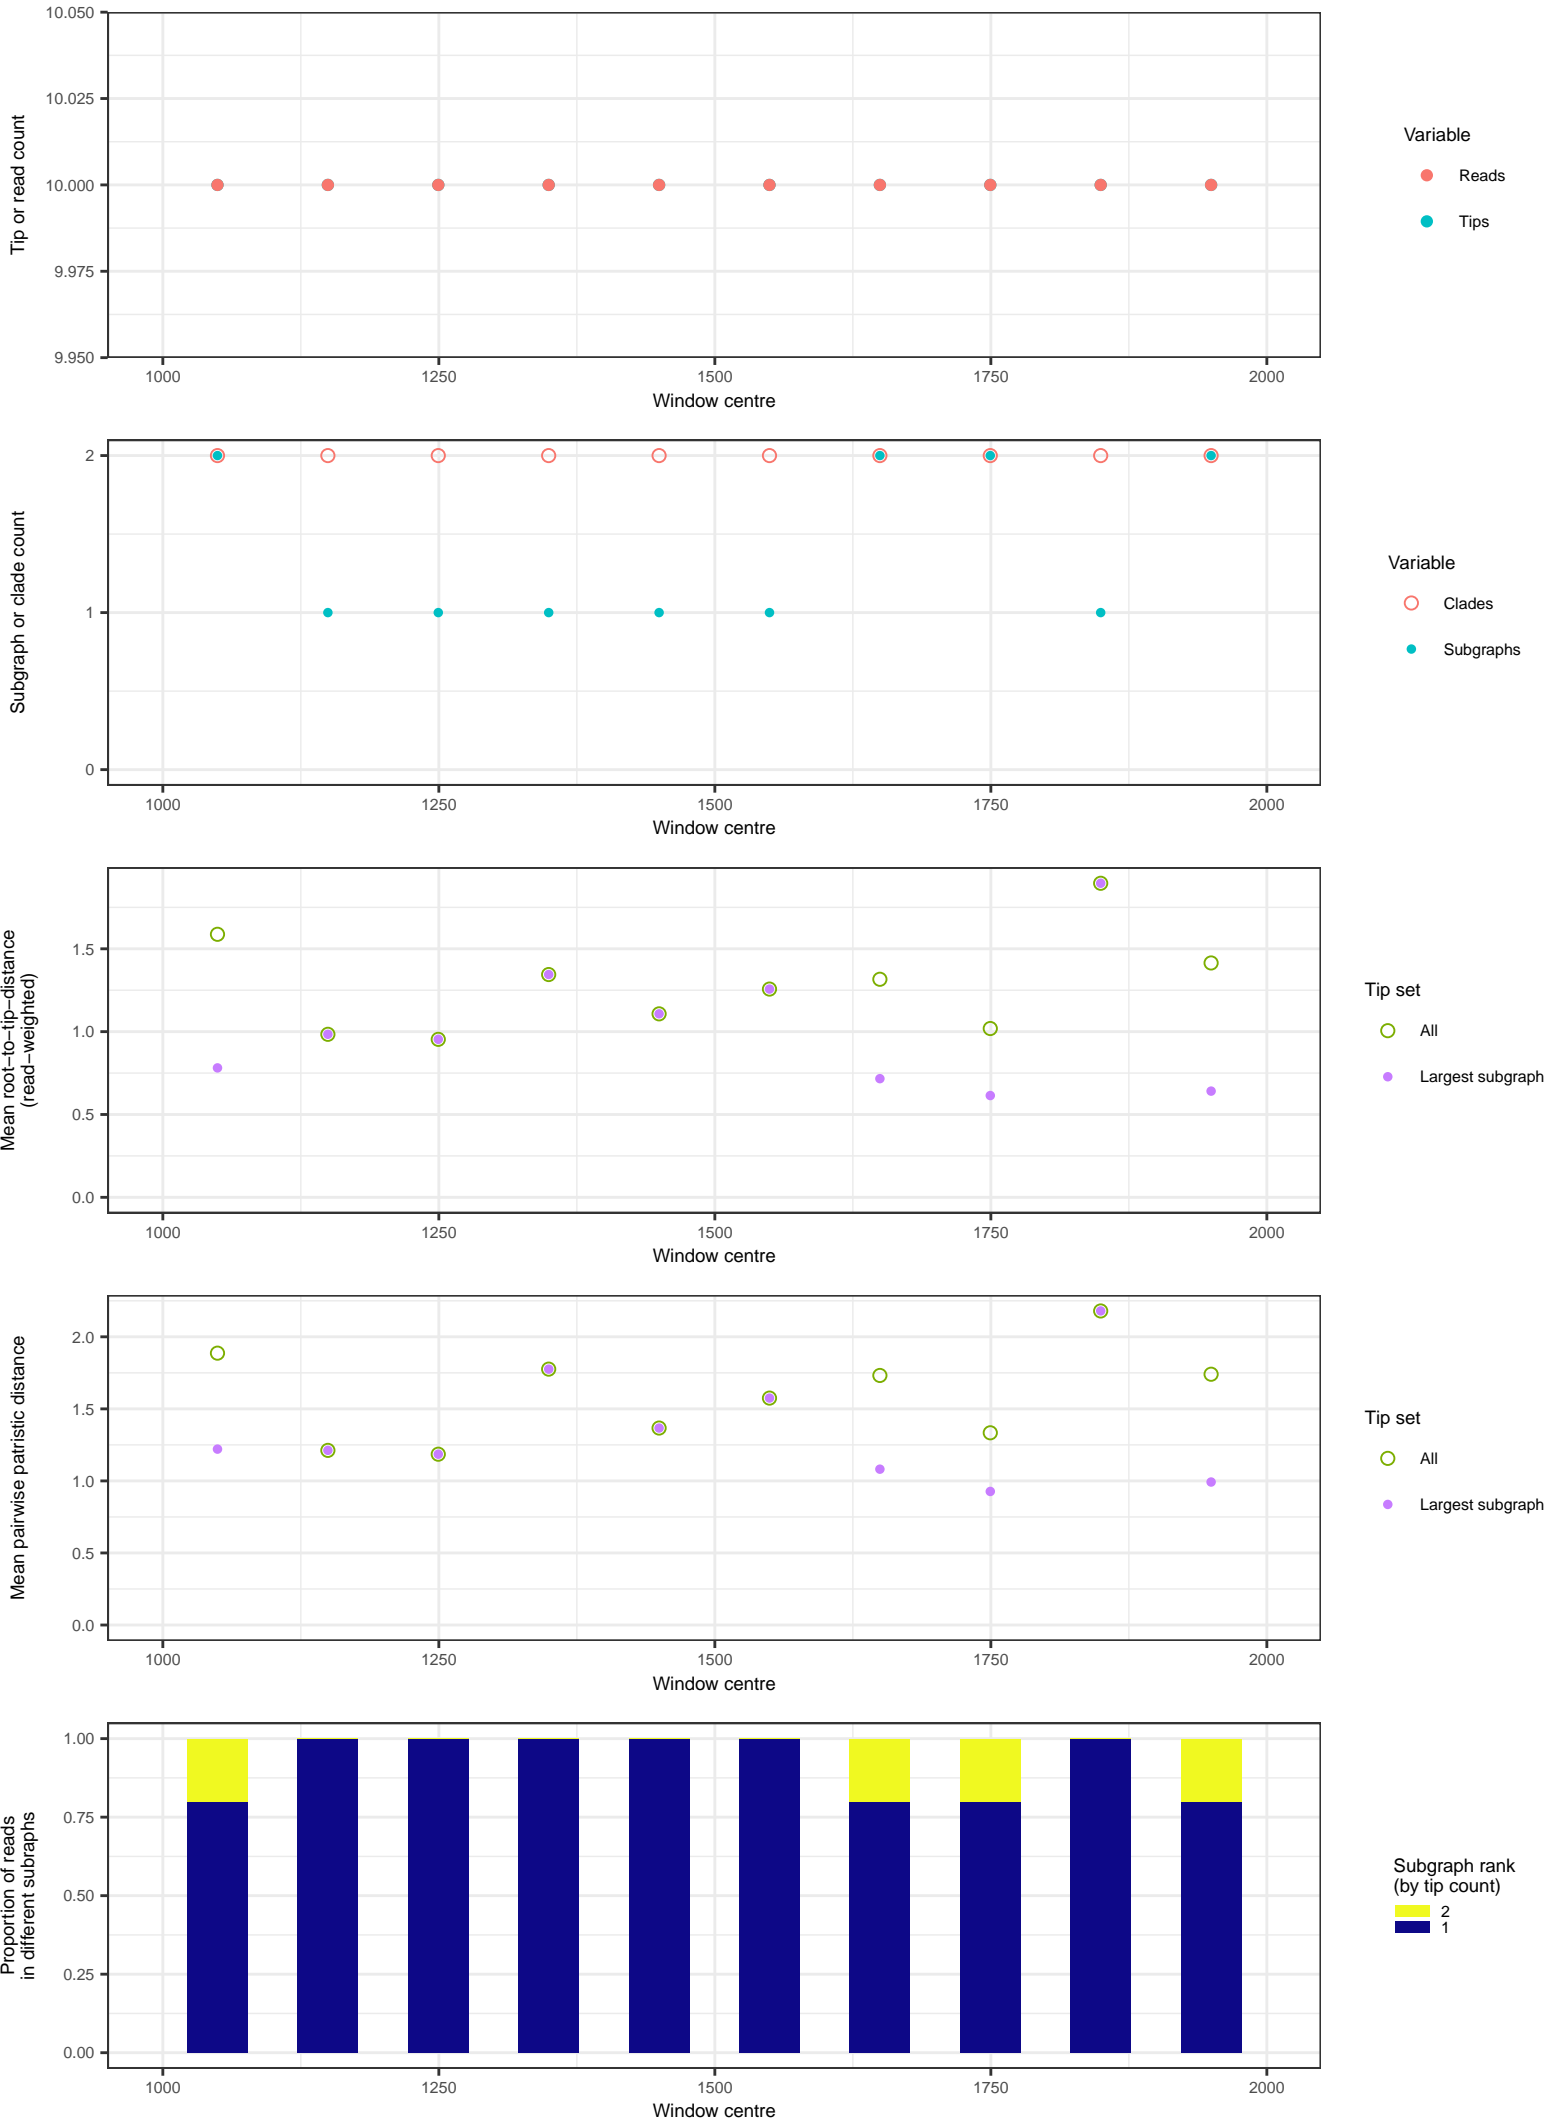 10.050
10.025
10.000
9.975
9.950
Tip or read count
1000 1250 1500 1750 2000
Window centre
Variable
Reads
Tips
2
1
0
Subgraph or clade count
1000 1250 1500 1750 2000
Window centre
Variable
Clades
Subgraphs
1.5
1.0
0.5
0.0
Mean root−to−tip−distance
(read−weighted)
1000 1250 1500 1750 2000
Window centre
Tip set
All
Largest subgraph
2.0
1.5
1.0
0.5
0.0
Mean pairwise patristic distance
1000 1250 1500 1750 2000
Window centre
Tip set
All
Largest subgraph
1.00
0.75
0.50
0.25
0.00
Proportion of reads
in different subraphs
1000 1250 1500 1750 2000
Window centre
Subgraph rank
(by tip count)
2
1